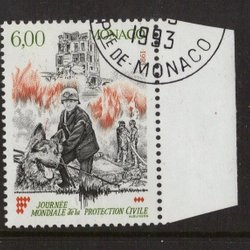 6,00 MONACO
1993
DE-MONACO
JOURNÉE
MONDIALE de la PROTECTION CIVILE